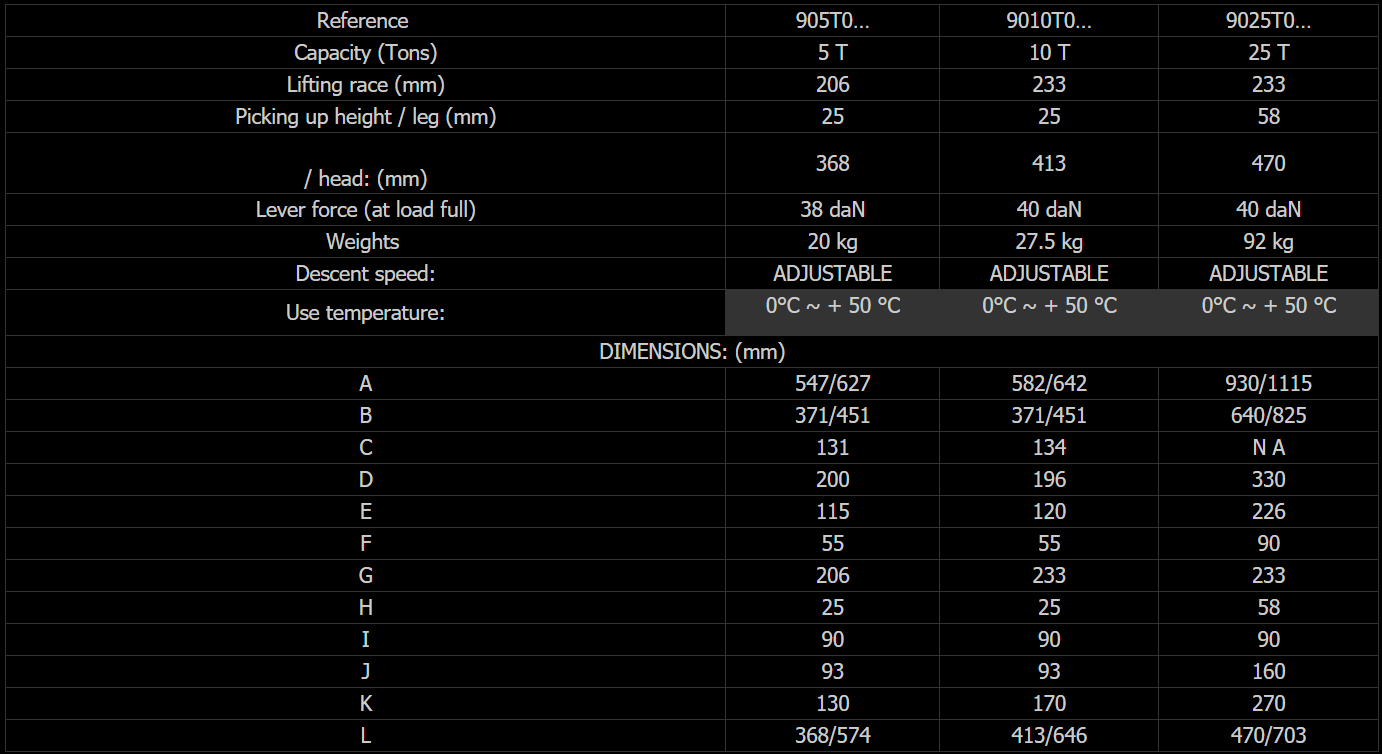 Reference 905T0... 9010T0... 9025T0...
Capacity (Tons) 5 T 10 T 25 T
Lifting race (mm) 206 233 233
Picking up height / leg (mm) 25 25 58
/ head: (mm) 368 413 470
Lever force (at load full) 38 daN 40 daN 40 daN
Weights 20 kg 27.5 kg 92 kg
Descent speed: ADJUSTABLE ADJUSTABLE ADJUSTABLE
Use temperature: 0°C ~ + 50 °C 0°C ~ + 50 °C 0°C ~ + 50 °C
DIMENSIONS: (mm)
A 547/627 582/642 930/1115
B 371/451 371/451 640/825
C 131 134 N A
D 200 196 330
E 115 120 226
F 55 55 90
G 206 233 233
H 25 25 58
I 90 90 90
J 93 93 160
K 130 170 270
L 368/574 413/646 470/703